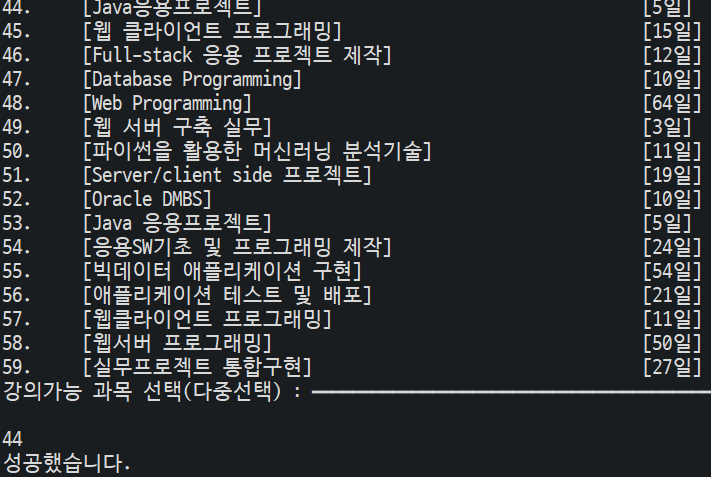 44. [Java응용프로젝트] [5일]
45. [웹 클라이언트 프로그래밍] [15일]
46. [Full-stack 응용 프로젝트 제작] [12일]
47. [Database Programming] [10일]
48. [Web Programming] [64일]
49. [웹 서버 구축 실무] [3일]
50. [파이썬을 활용한 머신러닝 분석기술] [11일]
51. [Server/client side 프로젝트] [19일]
52. [Oracle DMBS] [10일]
53. [Java 응용프로젝트] [5일]
54. [응용SW기초 및 프로그래밍 제작] [24일]
55. [빅데이터 애플리케이션 구현] [54일]
56. [애플리케이션 테스트 및 배포] [21일]
57. [웹클라이언트 프로그래밍] [11일]
58. [웹서버 프로그래밍] [50일]
59. [실무프로젝트 통합구현] [27일]
강의가능 과목 선택(다중선택) : ━━━━━━━━━━━━━━━━━━━━
44
성공했습니다.